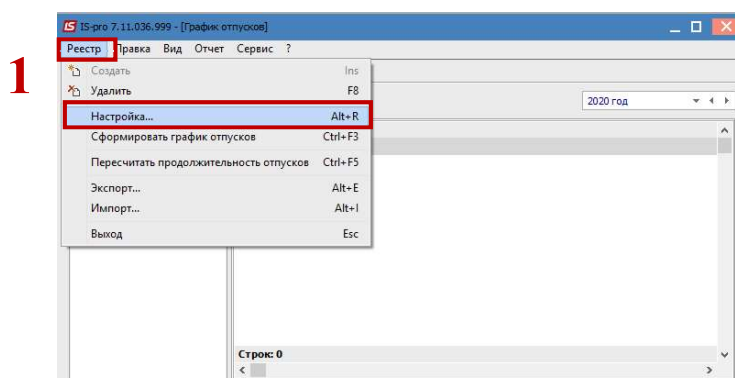 IS-pro 7.11.036.999 - [График отпусков]
Реестр Правка Вид Отчет Сервис ?
1
Создать Ins
Удалить F8
2020 год
Настройка... Alt+R
Сформировать график отпусков Ctrl+F3
Пересчитать продолжительность отпусков Ctrl+F5
Экспорт... Alt+E
Импорт... Alt+I
Выход Esc
Строк: 0